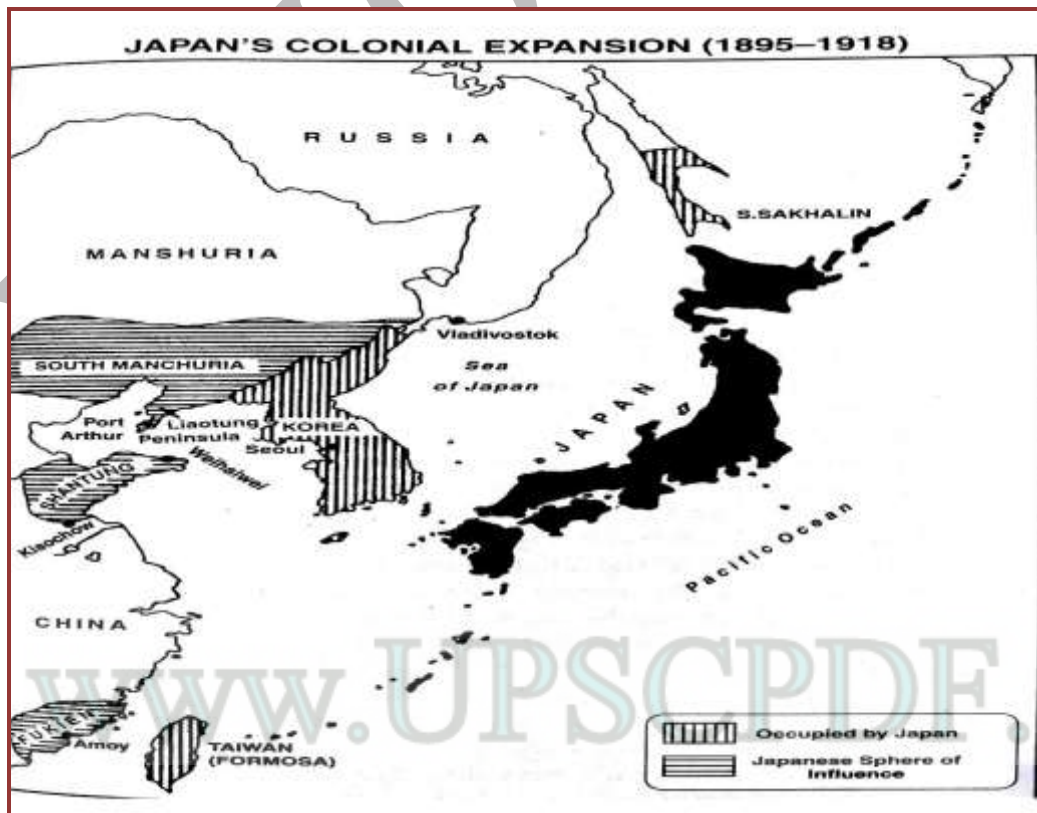 JAPAN'S COLONIAL EXPANSION (1895–1918)
RUSSIA
S.SAKHALIN
MANSHURIA
Vladivostok
SOUTH MANCHURIA
Sea
of Japan
JAPAN
Port
Arthur
Liaotung
Peninsula
KOREA
Seoul
Weihaiwei
SHANTUNG
Kiaochow
Pacific Ocean
CHINA
www.UPSCPDF.
FUKIEN
Amoy
TAIWAN
(FORMOSA)
Occupied by Japan
Japanese Sphere of
Influence